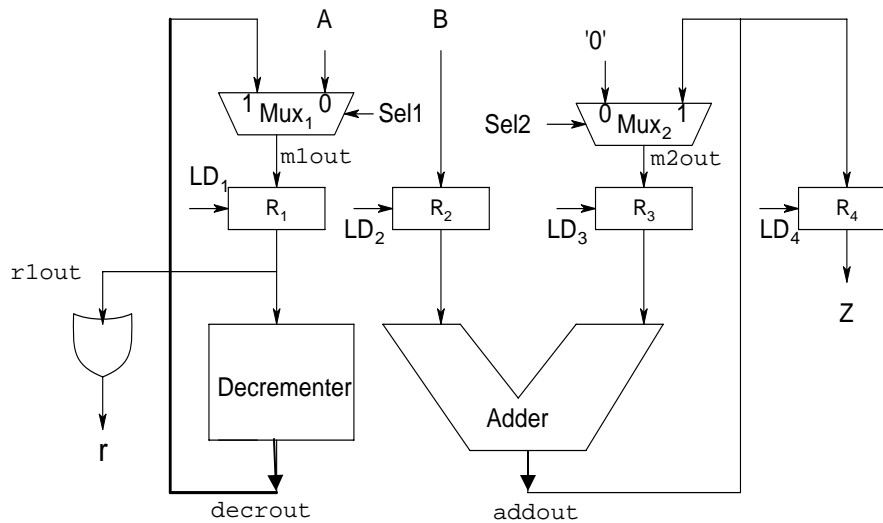 A
B
'0'
1
0
Mux1
Sel1
Sel2
0
1
Mux2
m1out
m2out
LD1
R1
R2
LD2
R3
LD3
R4
LD4
r1out
Z
Decrementer
Adder
r
decrout
addout